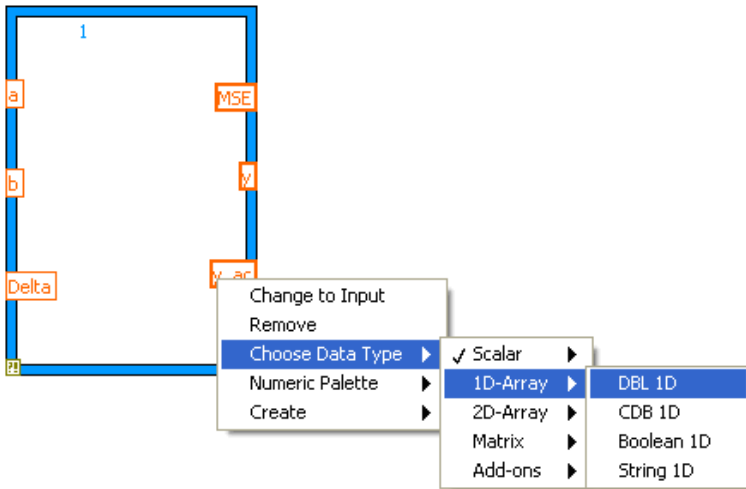 1
a
MSE
b
y
Delta
y_ac
Change to Input
Remove
Choose Data Type
Numeric Palette
Create
Scalar
1D-Array
2D-Array
Matrix
Add-ons
DBL 1D
CDB 1D
Boolean 1D
String 1D